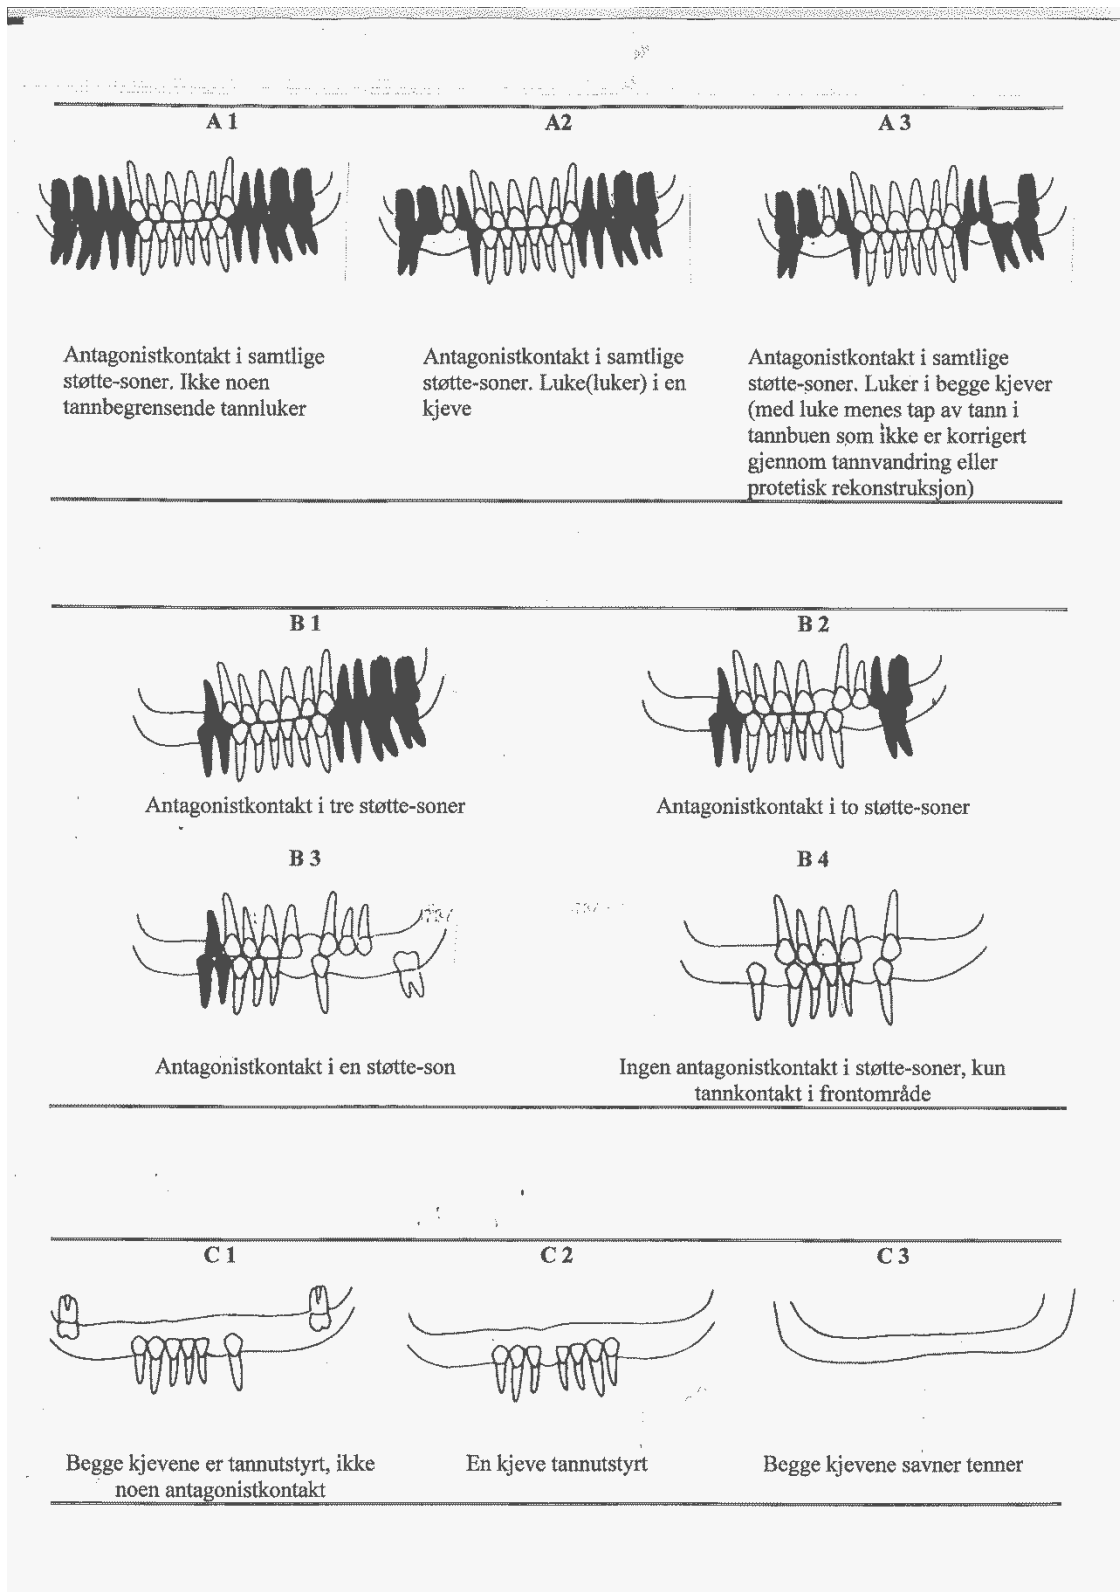 A 1
A2
A 3
Antagonistkontakt i samtlige
støtte-soner. Ikke noen
tannbegrensende tannluker
Antagonistkontakt i samtlige
støtte-soner. Luke(luker) i en
kjeve
Antagonistkontakt i samtlige
støtte-soner. Luker i begge kjever
(med luke menes tap av tann i
tannbuen som ikke er korrigert
gjennom tannvandring eller
protetisk rekonstruksjon)
B 1
B 2
Antagonistkontakt i tre støtte-soner
Antagonistkontakt i to støtte-soner
B 3
B 4
Antagonistkontakt i en støtte-son
Ingen antagonistkontakt i støtte-soner, kun
tannkontakt i frontområde
C 1
C 2
C 3
Begge kjevene er tannutstyrt, ikke
noen antagonistkontakt
En kjeve tannutstyrt
Begge kjevene savner tenner